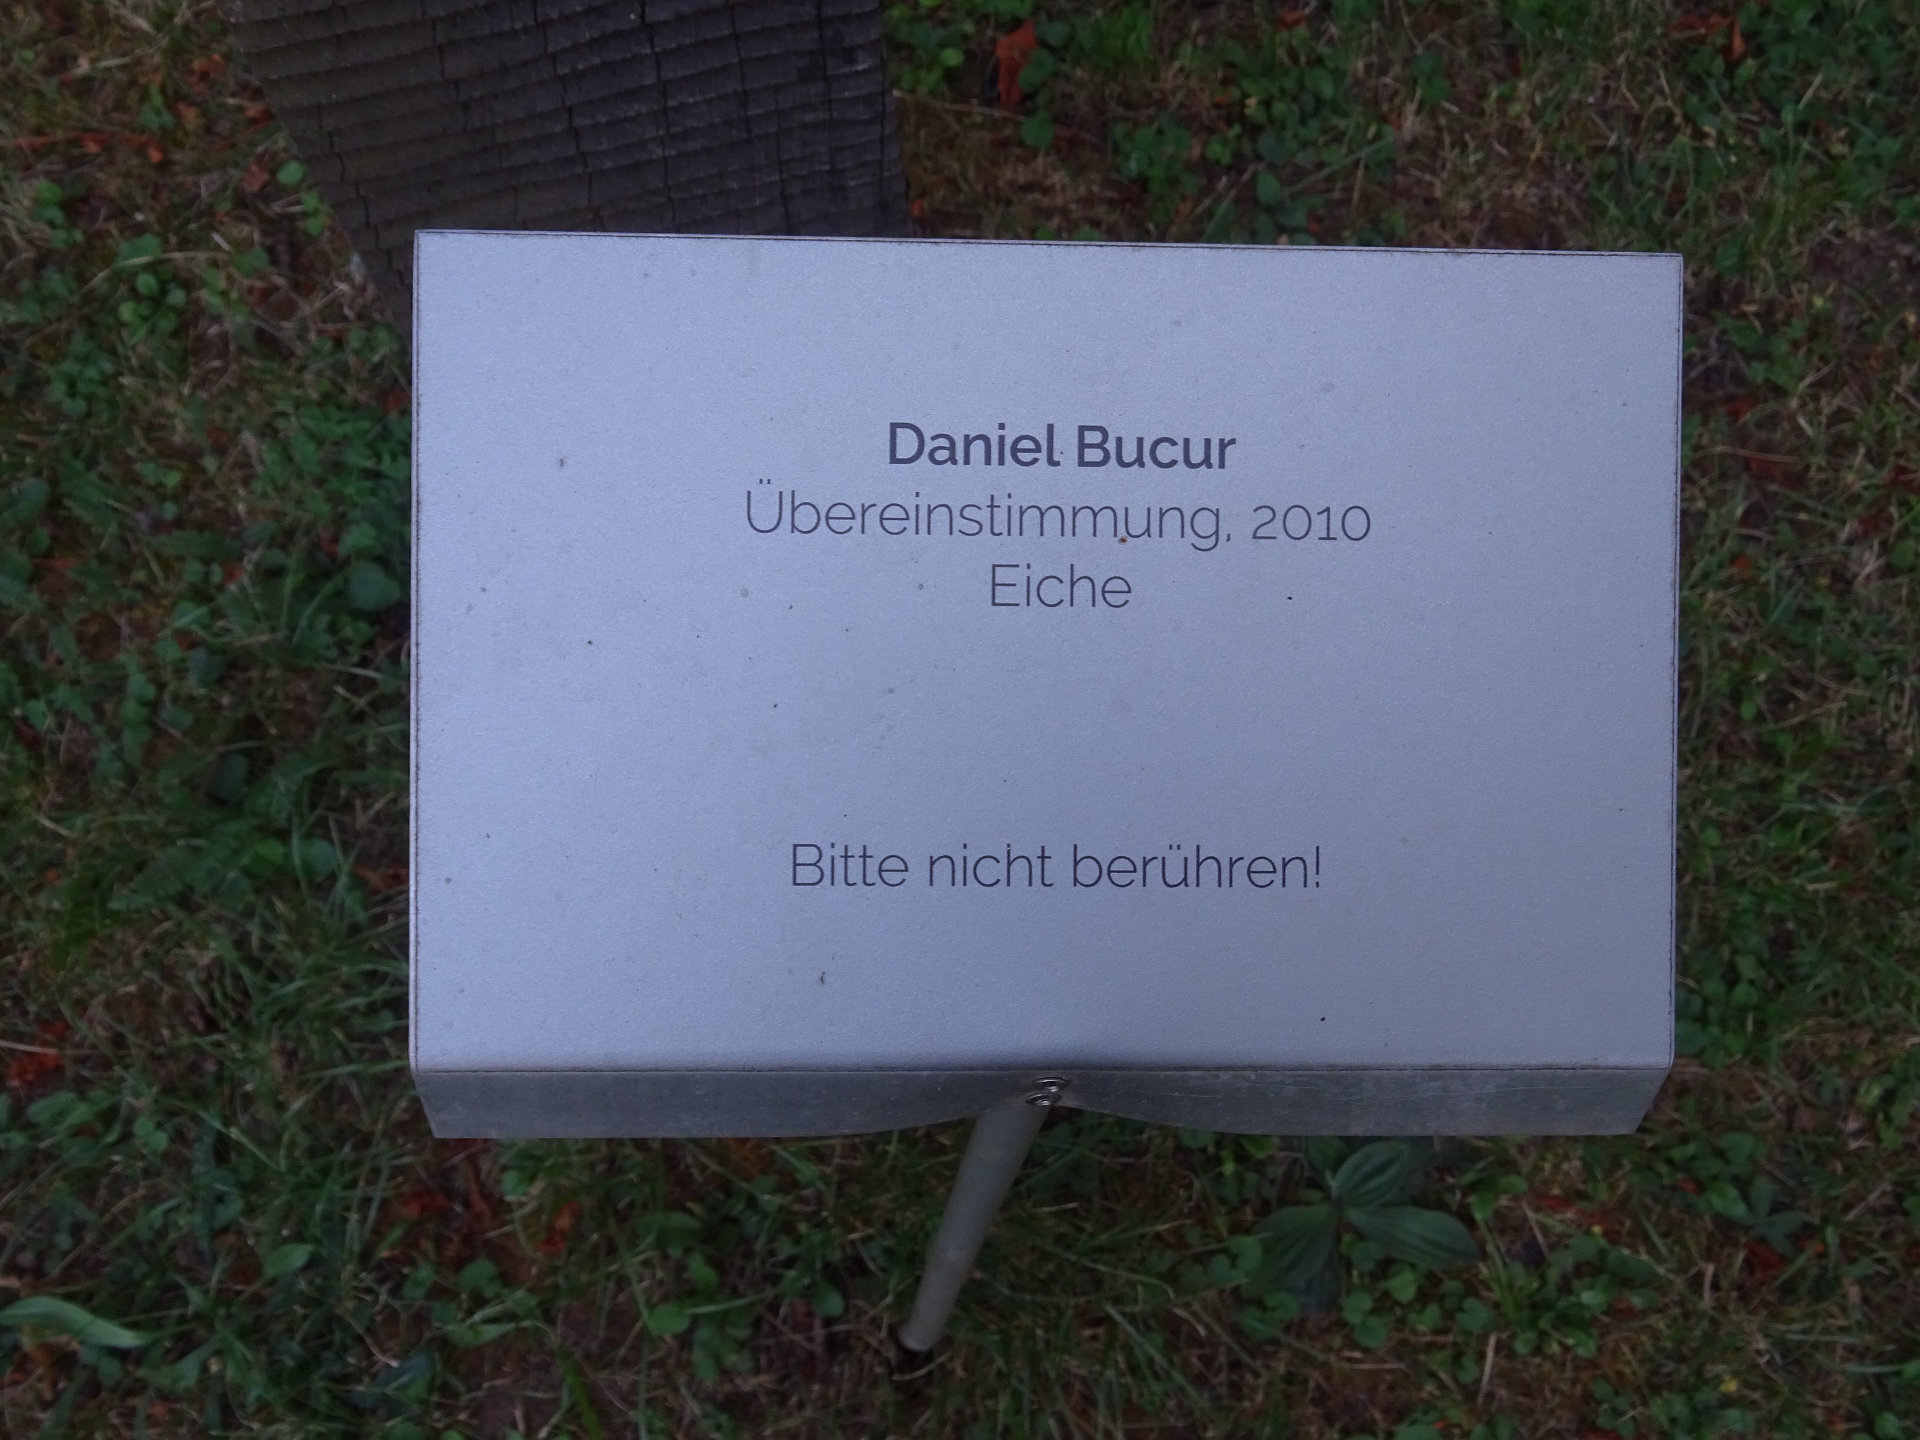 Daniel Bucur
Übereinstimmung, 2010
Eiche
Bitte nicht berühren!